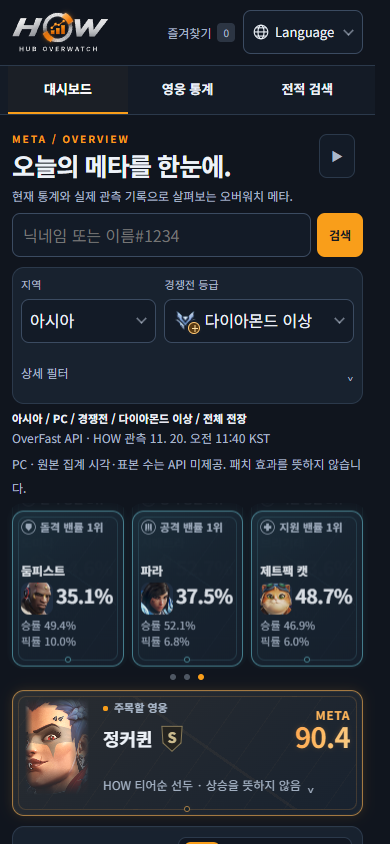 HOW
HUB OVERWATCH
즐겨찾기 0
Language
대시보드 영웅 통계 전적 검색
META / OVERVIEW
오늘의 메타를 한눈에.
현재 통계와 실제 관측 기록으로 살펴보는 오버워치 메타.
닉네임 또는 이름#1234
검색
지역 경쟁전 등급
아시아 다이아몬드 이상
상세 필터
아시아 / PC / 경쟁전 / 다이아몬드 이상 / 전체 전장
OverFast API · HOW 관측 11. 20. 오전 11:40 KST
PC · 원본 집계 시각·표본 수는 API 미제공. 패치 효과를 뜻하지 않습니
다.
돌격 밴률 1위
둠피스트
35.1%
승률 49.4%
픽률 10.0%
공격 밴률 1위
파라
37.5%
승률 52.1%
픽률 6.8%
지원 밴률 1위
제트팩 캣
48.7%
승률 46.9%
픽률 6.0%
주목할 영웅
정커퀸 S
META
90.4
HOW 티어순 선두 · 상승을 뜻하지 않음